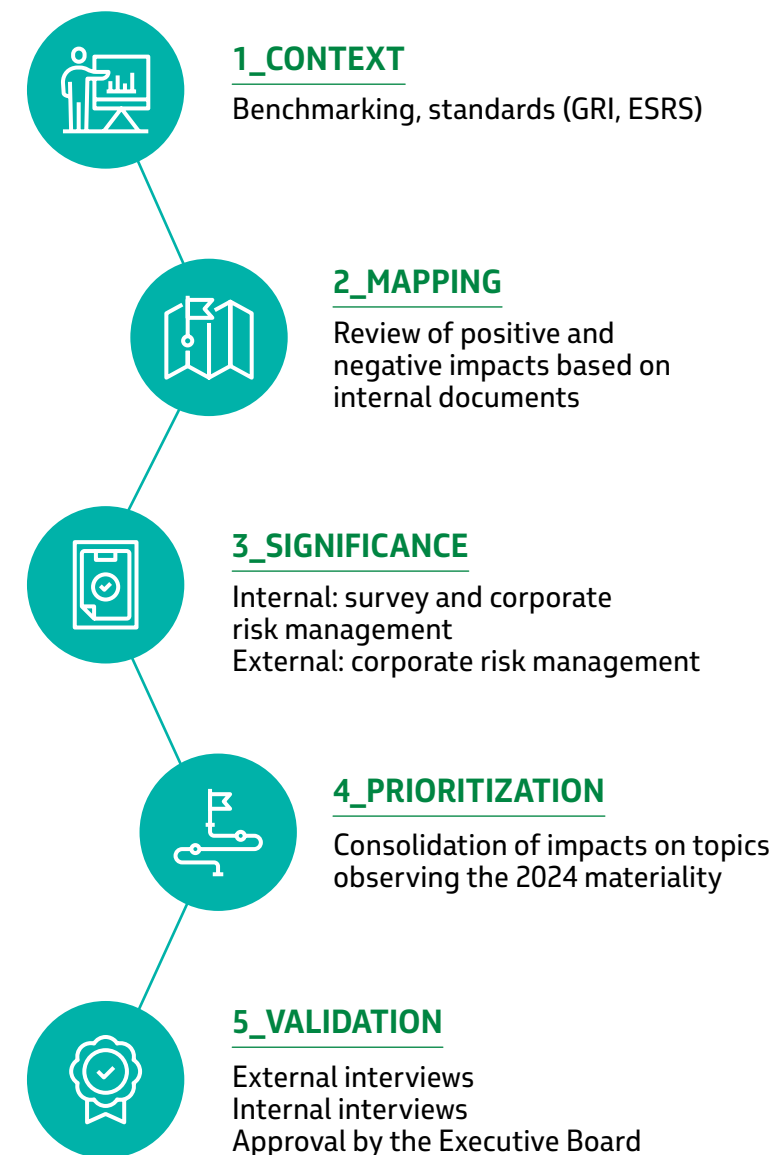 1_CONTEXT
Benchmarking, standards (GRI, ESRS)
2_MAPPING
Review of positive and
negative impacts based on
internal documents
3_SIGNIFICANCE
Internal: survey and corporate
risk management
External: corporate risk management
4_PRIORITIZATION
Consolidation of impacts on topics
observing the 2024 materiality
5_VALIDATION
External interviews
Internal interviews
Approval by the Executive Board